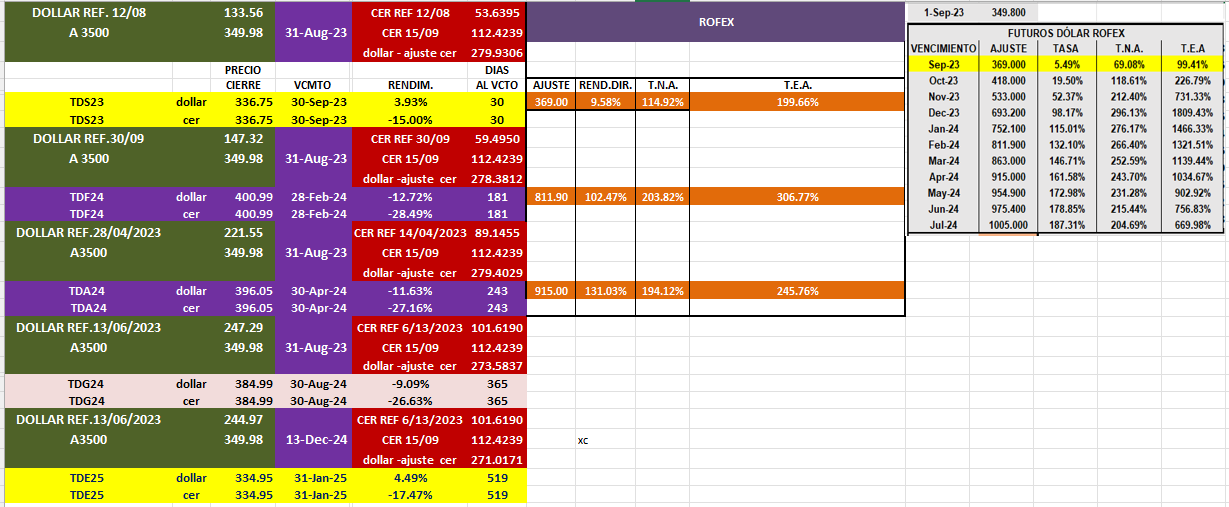 DOLLAR REF. 12/08 133.56 CER REF 12/08 53.6395 ROFEX
A 3500 349.98 31-Aug-23 CER 15/09 112.4239
dollar - ajuste cer 279.9306
PRECIO DIAS
CIERRE VCMTO RENDIM. AL VCTO AJUSTE REND.DIR. T.N.A. T.E.A.
TDS23 dollar 336.75 30-Sep-23 3.93% 30 369.00 9.58% 114.92% 199.66%
TDS23 cer 336.75 30-Sep-23 -15.00% 30
DOLLAR REF.30/09 147.32 CER REF 30/09 59.4950
A 3500 349.98 31-Aug-23 CER 15/09 112.4239
dollar -ajuste cer 278.3812
TDF24 dollar 400.99 28-Feb-24 -12.72% 181 811.90 102.47% 203.82% 306.77%
TDF24 cer 400.99 28-Feb-24 -28.49% 181
DOLLAR REF.28/04/2023 221.55 CER REF 14/04/2023 89.1455
A3500 349.98 31-Aug-23 CER 15/09 112.4239
dollar -ajuste cer 279.4029
TDA24 dollar 396.05 30-Apr-24 -11.63% 243 915.00 131.03% 194.12% 245.76%
TDA24 cer 396.05 30-Apr-24 -27.16% 243
DOLLAR REF.13/06/2023 247.29 CER REF 6/13/2023 101.6190
A3500 349.98 31-Aug-23 CER 15/09 112.4239
dollar -ajuste cer 273.5837
TDG24 dollar 384.99 30-Aug-24 -9.09% 365
TDG24 cer 384.99 30-Aug-24 -26.63% 365
DOLLAR REF.13/06/2023 244.97 CER REF 6/13/2023 101.6190
A3500 349.98 13-Dec-24 CER 15/09 112.4239 xc
dollar -ajuste cer 271.0171
TDE25 dollar 334.95 31-Jan-25 4.49% 519
TDE25 cer 334.95 31-Jan-25 -17.47% 519
1-Sep-23 349.800
FUTUROS DÓLAR ROFEX
VENCIMIENTO AJUSTE TASA T.N.A. T.E.A
Sep-23 369.000 5.49% 69.08% 99.41%
Oct-23 418.000 19.50% 118.61% 226.79%
Nov-23 533.000 52.37% 212.40% 731.33%
Dec-23 693.200 98.17% 296.13% 1809.43%
Jan-24 752.100 115.01% 276.17% 1466.33%
Feb-24 811.900 132.10% 266.40% 1321.51%
Mar-24 863.000 146.71% 252.59% 1139.44%
Apr-24 915.000 161.58% 243.70% 1034.67%
May-24 954.900 172.98% 231.28% 902.92%
Jun-24 975.400 178.85% 215.44% 756.83%
Jul-24 1005.000 187.31% 204.69% 669.98%